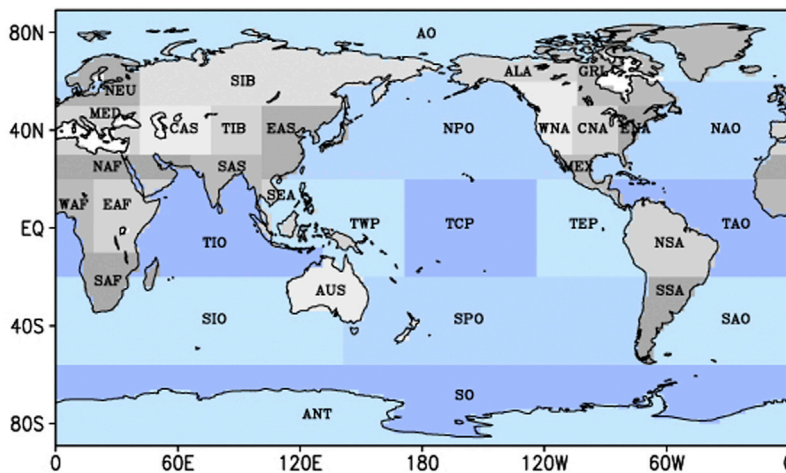 80N
AO
NEU
SIB
ALA
GRL
MED
40N
CAS
TIB
EAS
NPO
WNA
CNA
ENA
NAO
NAF
SAS
MEX
WAF
EAF
SEA
EQ
TIO
TWP
TCP
TEP
NSA
TAO
SAF
AUS
SSA
40S
SIO
SPO
SAO
SO
80S
ANT
0
60E
120E
180
120W
60W